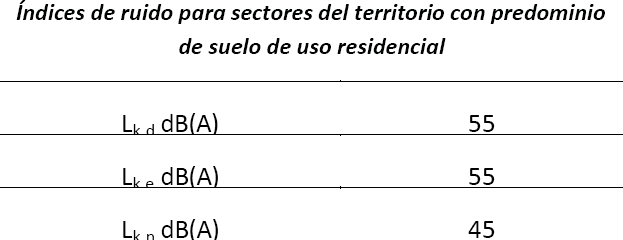 Índices de ruido para sectores del territorio con predominio
de suelo de uso residencial
Lk,d dB(A) 55
Lk,e dB(A) 55
Lk,n dB(A) 45